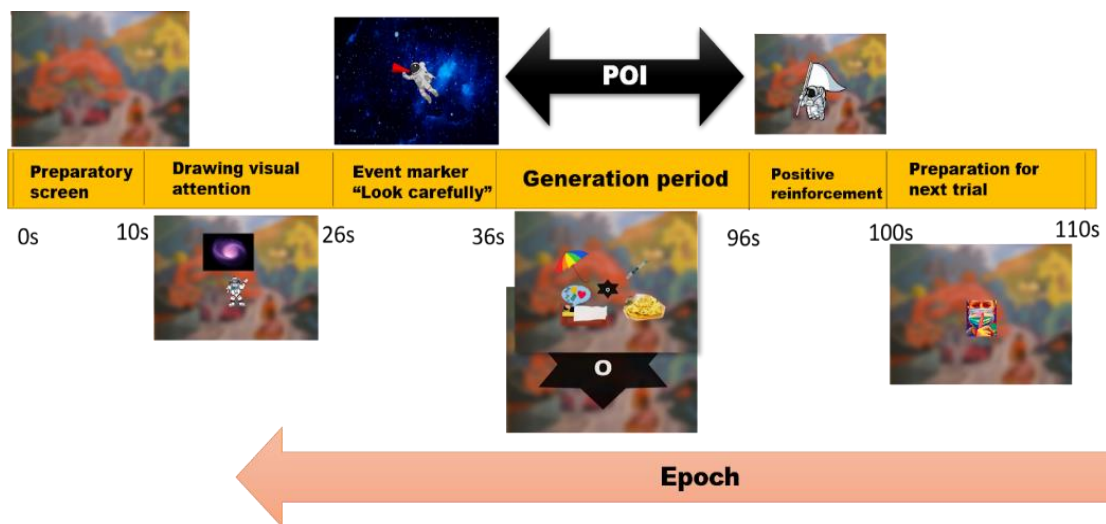 POI
Preparatory
screen
Drawing visual
attention
Event marker
“Look carefully”
Generation period
Positive
reinforcement
Preparation for
next trial
0s
10s
26s
36s
96s
100s
110s
O
O
Epoch